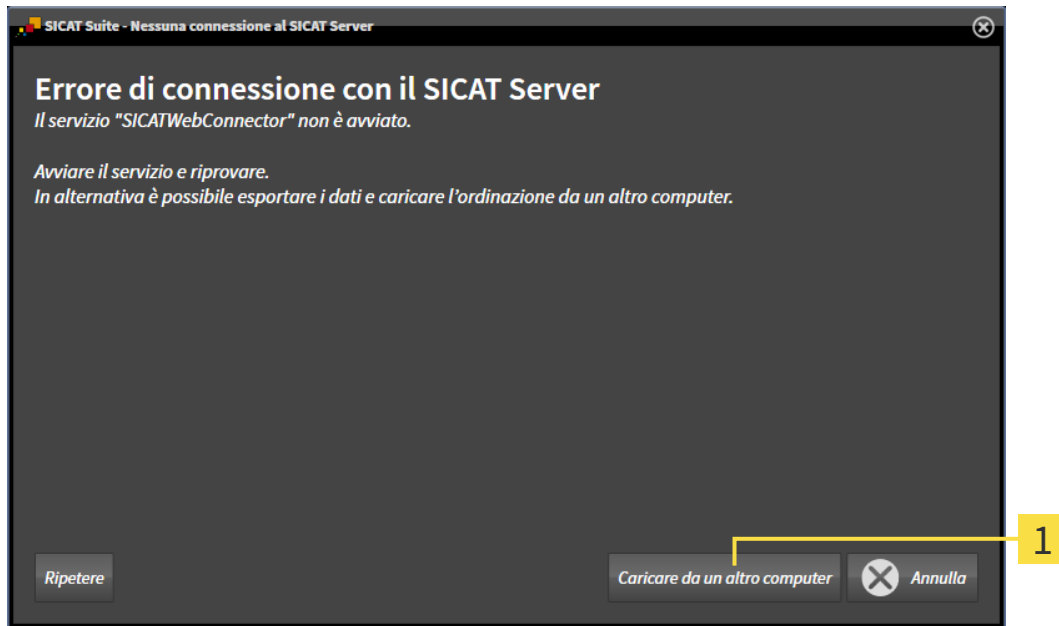 SICAT Suite - Nessuna connessione al SICAT Server
Errore di connessione con il SICAT Server
Il servizio "SICATWebConnector" non è avviato.
Avviare il servizio e riprovare.
In alternativa è possibile esportare i dati e caricare l'ordinazione da un altro computer.
1
Ripetere
Caricare da un altro computer
Annulla